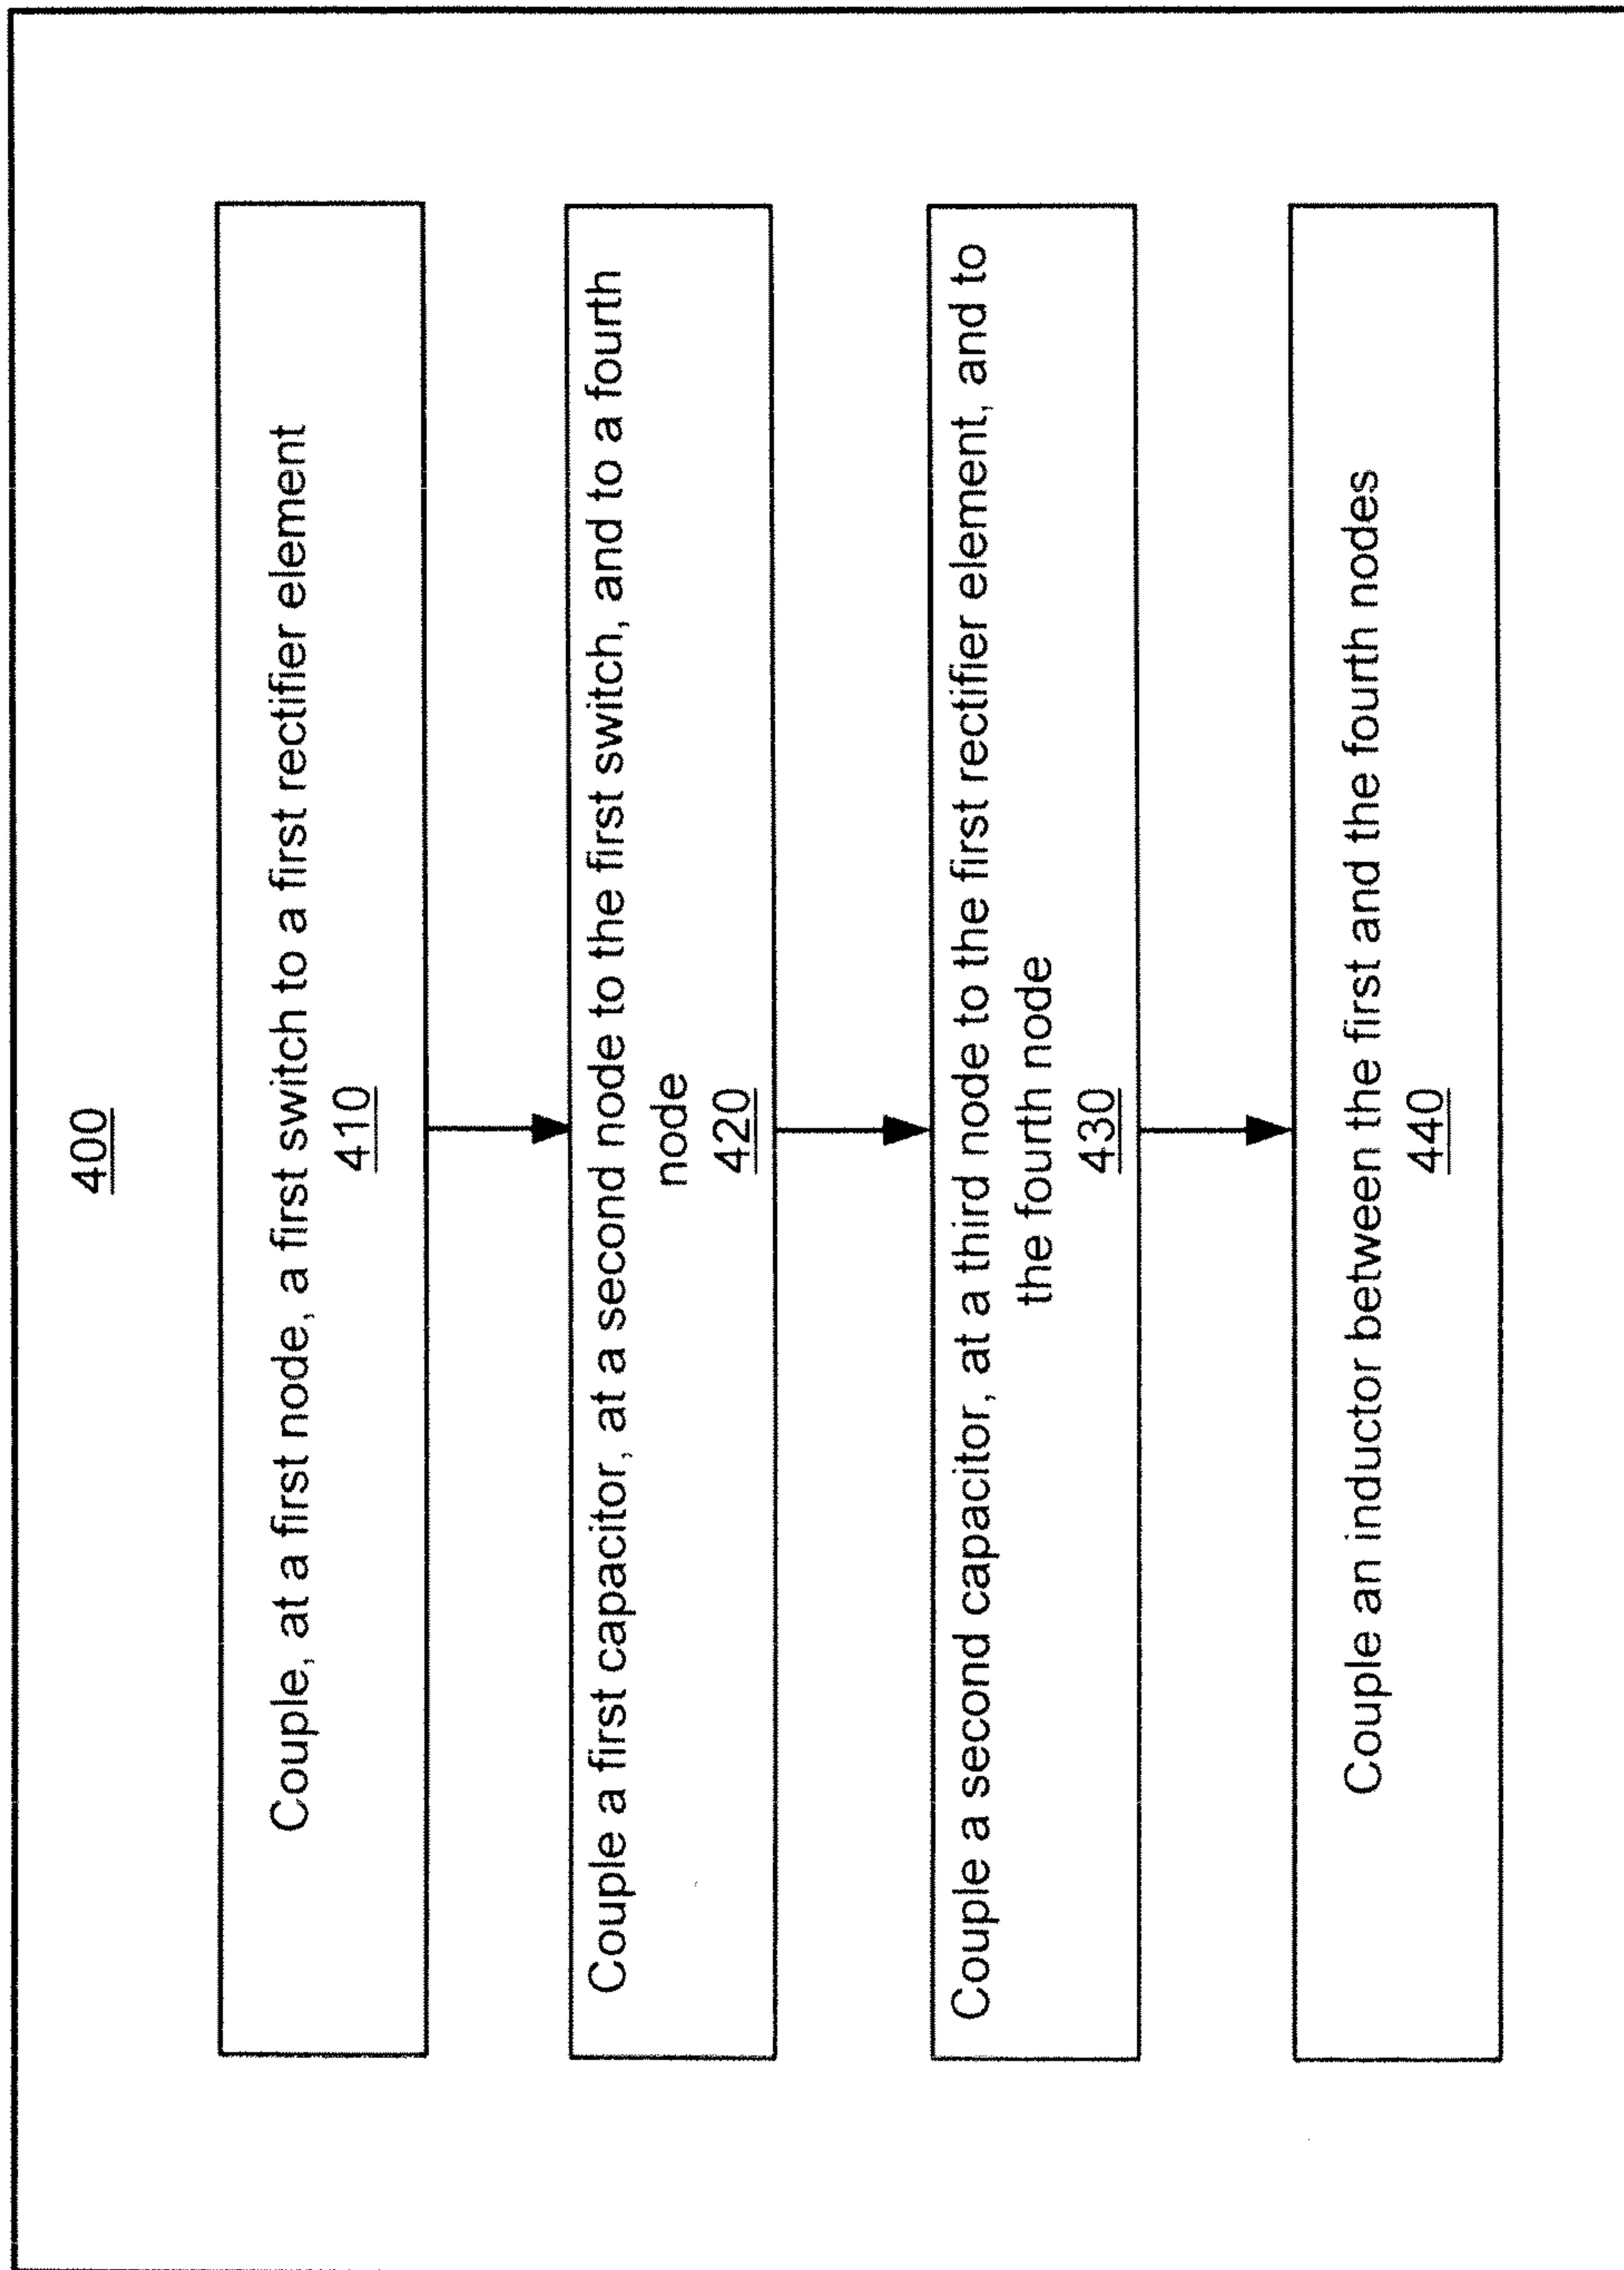 400
Couple, at a first node, a first switch to a first rectifier element
410
Couple a first capacitor, at a second node to the first switch, and to a fourth
node
420
Couple a second capacitor, at a third node to the first rectifier element, and to
the fourth node
430
Couple an inductor between the first and the fourth nodes
440